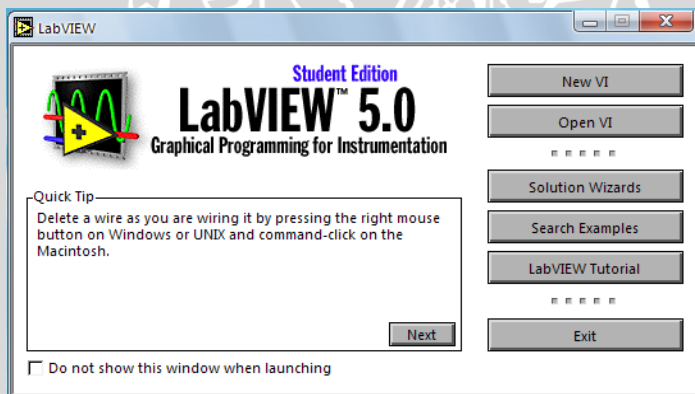 LabVIEW
Student Edition
LabVIEW™ 5.0
Graphical Programming for Instrumentation
Quick Tip
Delete a wire as you are wiring it by pressing the right mouse
button on Windows or UNIX and command-click on the
Macintosh.
Next
Do not show this window when launching
New VI
Open VI
Solution Wizards
Search Examples
LabVIEW Tutorial
Exit